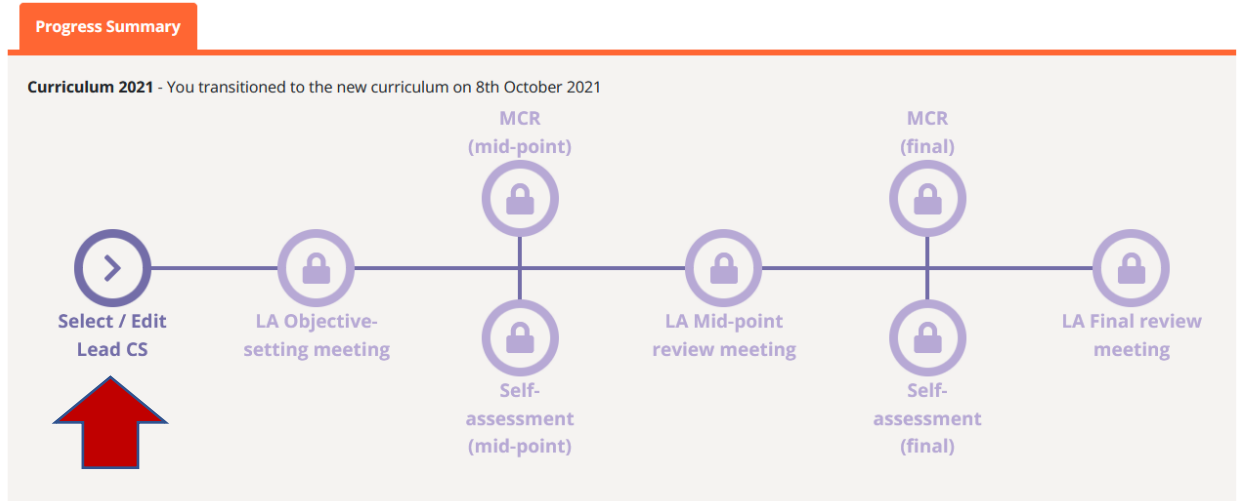 Progress Summary
Curriculum 2021 - You transitioned to the new curriculum on 8th October 2021
MCR
(mid-point)
MCR
(final)
Select / Edit
Lead CS
LA Objective-
setting meeting
LA Mid-point
review meeting
LA Final review
meeting
Self-
assessment
(mid-point)
Self-
assessment
(final)